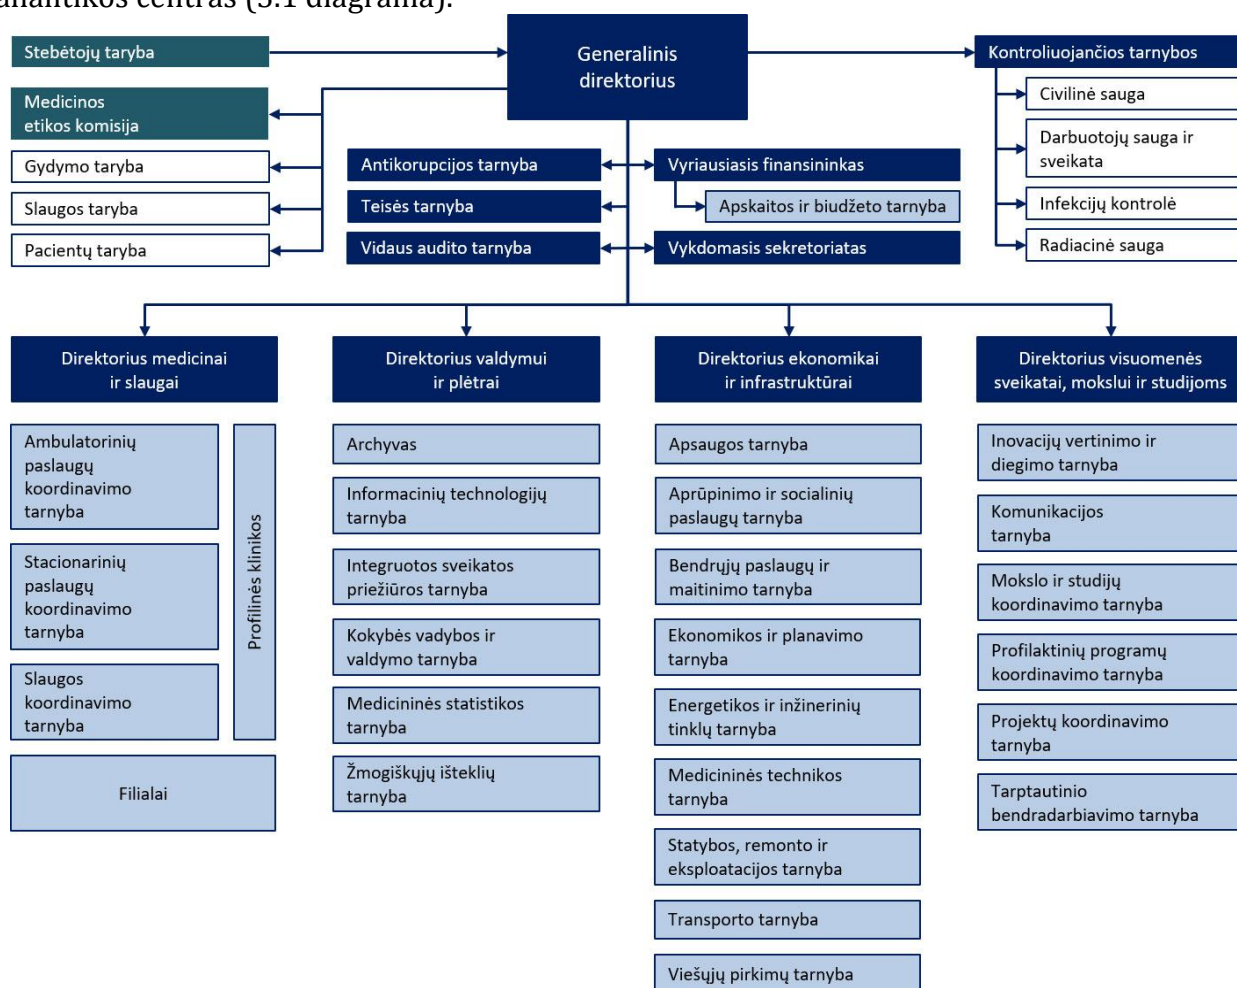 centras (3.1 diagrama).
Stebėtojų taryba
Generalinis
direktorius
Kontroliuojančios tarnybos
Medicinos
etikos komisija
Gydymo taryba
Slaugos taryba
Pacientų taryba
Antikorupcijos tarnyba
Teisės tarnyba
Vidaus audito tarnyba
Vyriausiasis finansininkas
Apskaitos ir biudžeto tarnyba
Vykdomasis sekretoriatas
Civilinė sauga
Darbuotojų sauga ir
sveikata
Infekcijų kontrolė
Radiacinė sauga
Direktorius medicinai
ir slaugai
Ambulatorinių
paslaugų
koordinavimo
tarnyba
Stacionarinių
paslaugų
koordinavimo
tarnyba
Slaugos
koordinavimo
tarnyba
Profilinės klinikos
Filialai
Direktorius valdymui
ir plėtrai
Archyvas
Informacinių technologijų
tarnyba
Integruotos sveikatos
priežiūros tarnyba
Kokybės vadybos ir
valdymo tarnyba
Medicininės statistikos
tarnyba
Žmogiškųjų išteklių
tarnyba
Direktorius ekonomikai
ir infrastruktūrai
Apsaugos tarnyba
Aprūpinimo ir socialinių
paslaugų tarnyba
Bendrųjų paslaugų ir
maitinimo tarnyba
Ekonomikos ir planavimo
tarnyba
Energetikos ir inžinerinių
tinklų tarnyba
Medicininės technikos
tarnyba
Statybos, remonto ir
eksploatacijos tarnyba
Transporto tarnyba
Viešųjų pirkimų tarnyba
Direktorius visuomenės
sveikatai, mokslui ir studijoms
Inovacijų vertinimo ir
diegimo tarnyba
Komunikacijos
tarnyba
Mokslo ir studijų
koordinavimo tarnyba
Profilaktinių programų
koordinavimo tarnyba
Projektų koordinavimo
tarnyba
Tarptautinio
bendradarbiavimo tarnyba